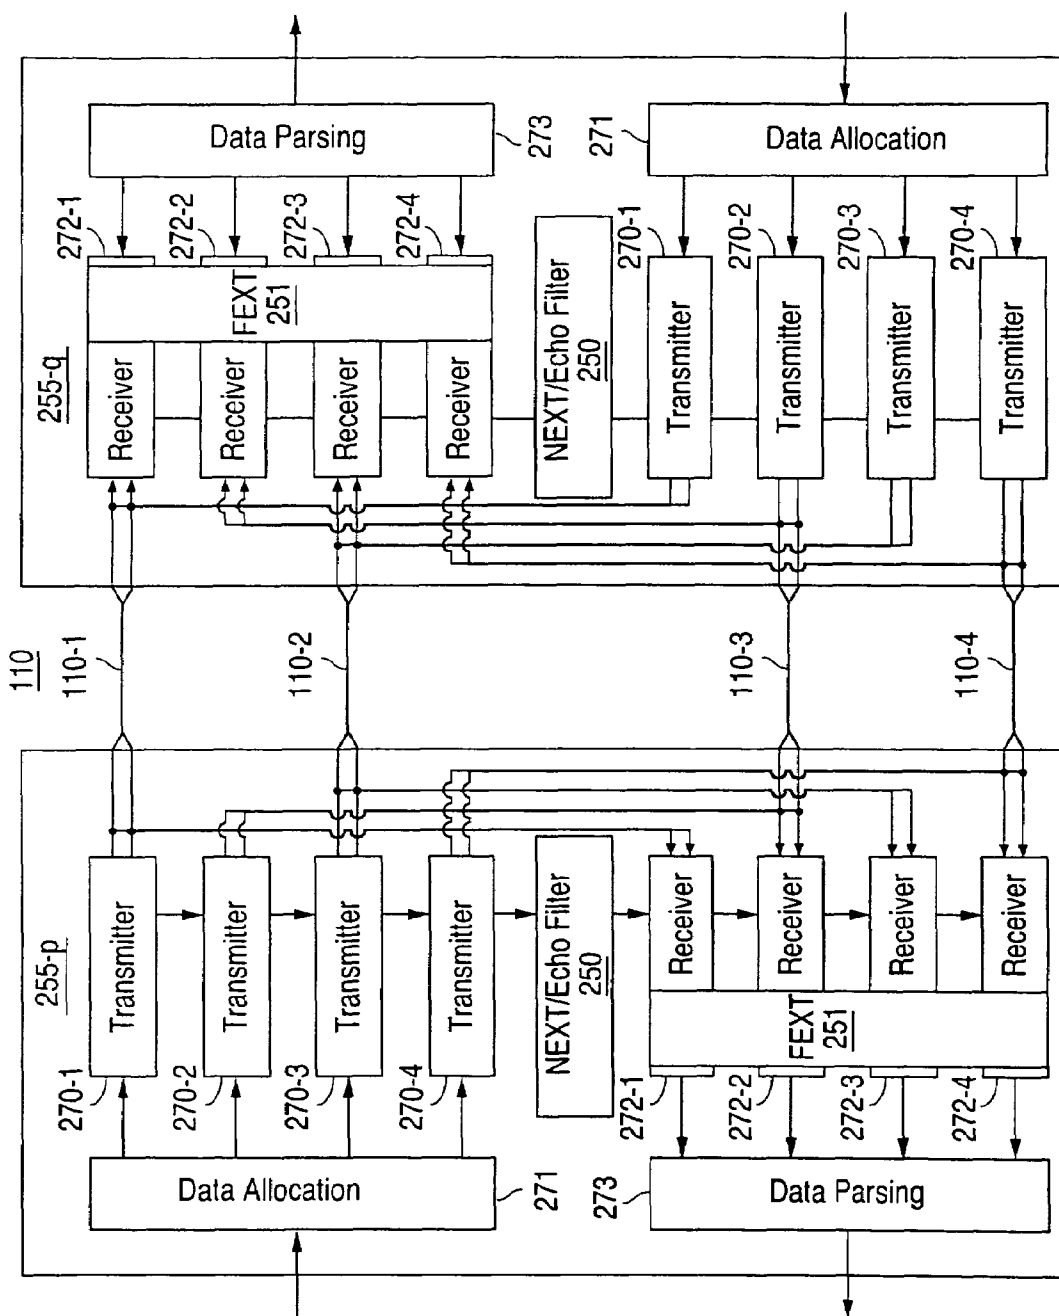 110
255-p
271
Data Allocation
270-1
Transmitter
270-2
Transmitter
270-3
Transmitter
270-4
Transmitter
NEXT/Echo Filter
250
273
Data Parsing
272-1
272-2
272-3
272-4
FEXT
251
Receiver
Receiver
Receiver
Receiver
110-1
110-2
110-3
110-4
255-q
Receiver
Receiver
Receiver
Receiver
FEXT
251
272-1
272-2
272-3
272-4
Data Parsing
273
NEXT/Echo Filter
250
Transmitter
270-1
Transmitter
270-2
Transmitter
270-3
Transmitter
270-4
271
Data Allocation